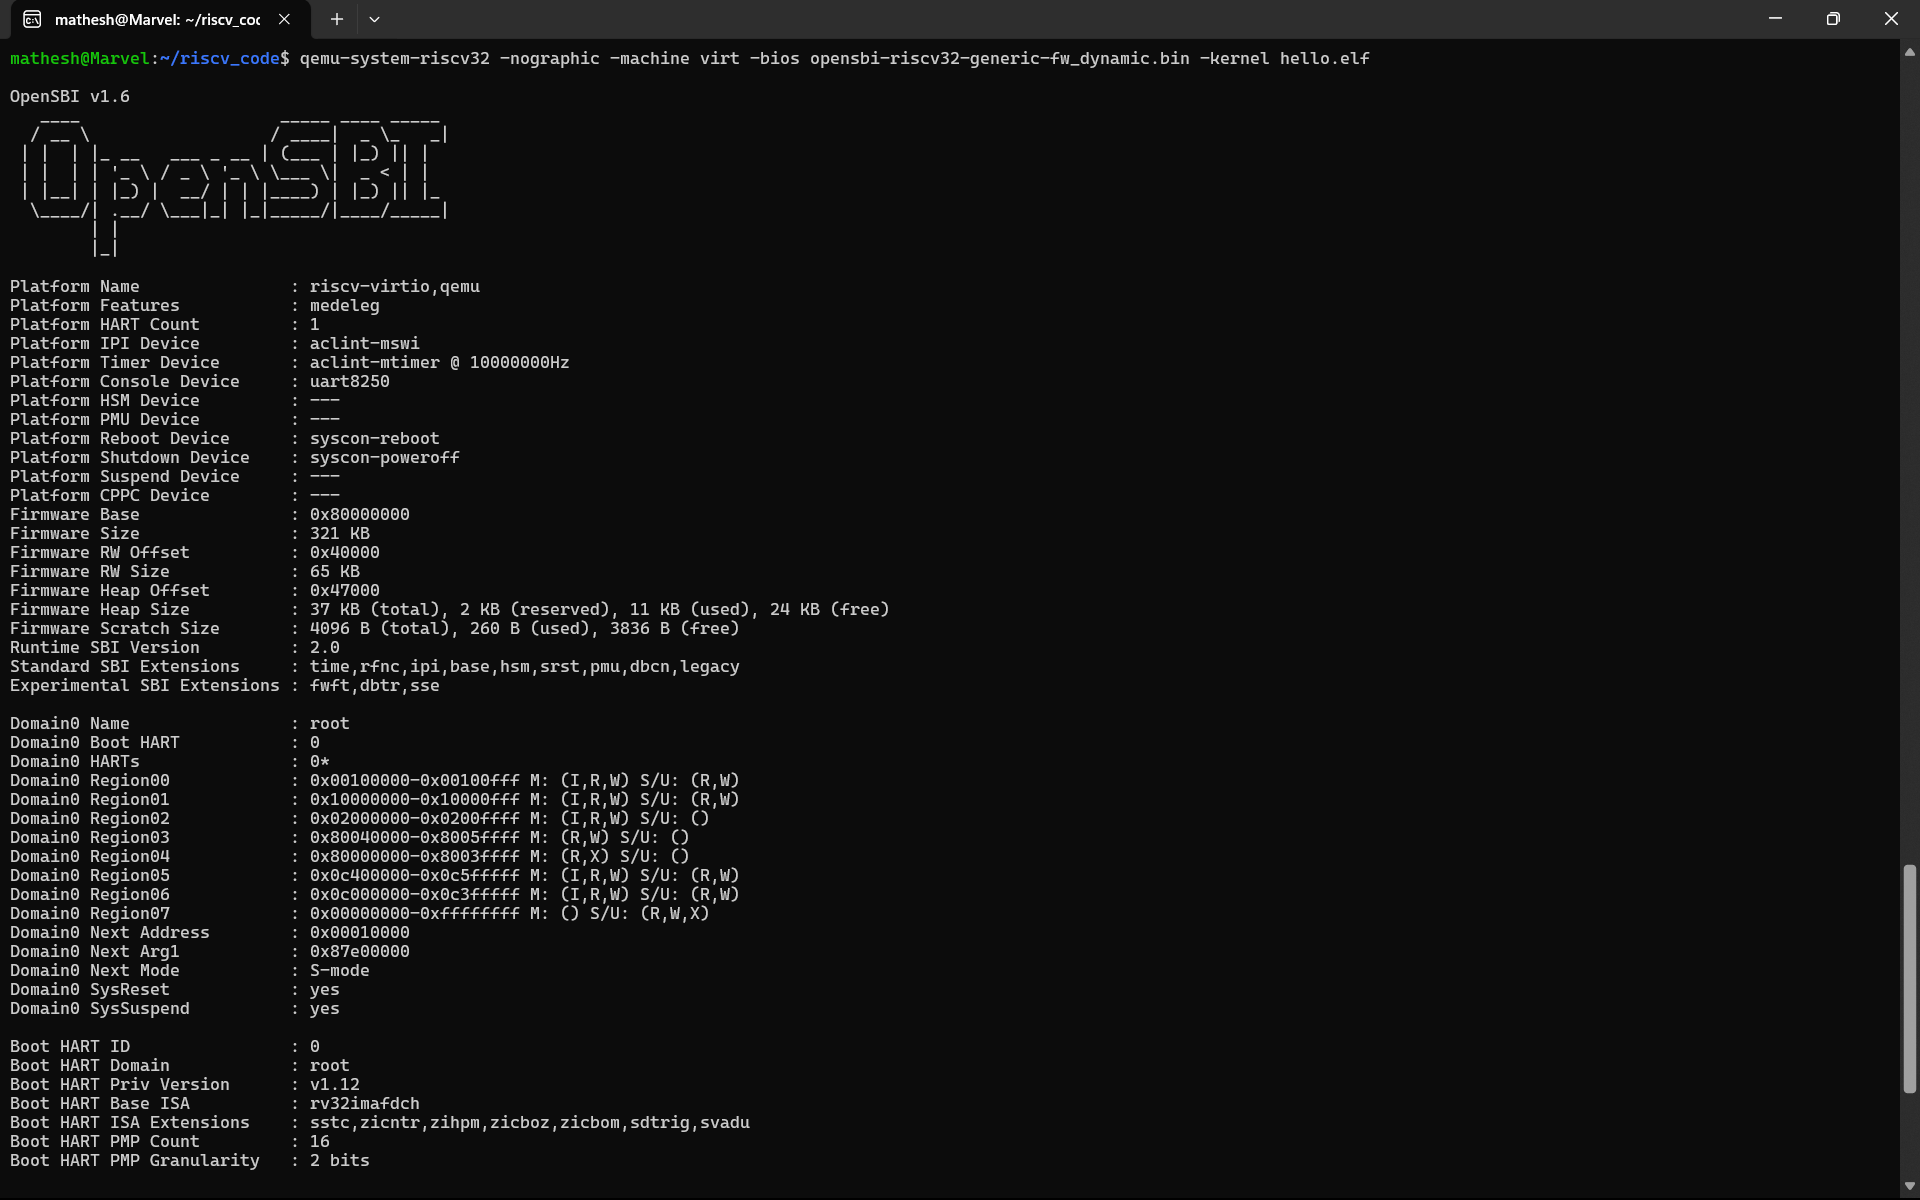 mathesh@Marvel: ~/riscv_coc
mathesh@Marvel:~/riscv_code$ qemu-system-riscv32 -nographic -machine virt -bios opensbi-riscv32-generic-fw_dynamic.bin -kernel hello.elf
OpenSBI v1.6
   ____                    _____ ____ _____
  / __ \                  / ____|  _ \_   _|
 | |  | |_ __   ___ _ __ | (___ | |_) || |
 | |  | | '_ \ / _ \ '_ \ \___ \|  _ < | |
 | |__| | |_) |  __/ | | |____) | |_) || |_
  \____/| .__/ \___|_| |_|_____/|____/_____|
        | |
        |_|
Platform Name               : riscv-virtio,qemu
Platform Features           : medeleg
Platform HART Count         : 1
Platform IPI Device         : aclint-mswi
Platform Timer Device       : aclint-mtimer @ 10000000Hz
Platform Console Device     : uart8250
Platform HSM Device         : ---
Platform PMU Device         : ---
Platform Reboot Device      : syscon-reboot
Platform Shutdown Device    : syscon-poweroff
Platform Suspend Device     : ---
Platform CPPC Device        : ---
Firmware Base               : 0x80000000
Firmware Size               : 321 KB
Firmware RW Offset          : 0x40000
Firmware RW Size            : 65 KB
Firmware Heap Offset        : 0x47000
Firmware Heap Size          : 37 KB (total), 2 KB (reserved), 11 KB (used), 24 KB (free)
Firmware Scratch Size       : 4096 B (total), 260 B (used), 3836 B (free)
Runtime SBI Version         : 2.0
Standard SBI Extensions     : time,rfnc,ipi,base,hsm,srst,pmu,dbcn,legacy
Experimental SBI Extensions : fwft,dbtr,sse
Domain0 Name                : root
Domain0 Boot HART           : 0
Domain0 HARTs               : 0*
Domain0 Region00            : 0x00100000-0x00100fff M: (I,R,W) S/U: (R,W)
Domain0 Region01            : 0x10000000-0x10000fff M: (I,R,W) S/U: (R,W)
Domain0 Region02            : 0x02000000-0x0200ffff M: (I,R,W) S/U: ()
Domain0 Region03            : 0x80040000-0x8005ffff M: (R,W) S/U: ()
Domain0 Region04            : 0x80000000-0x8003ffff M: (R,X) S/U: ()
Domain0 Region05            : 0x0c400000-0x0c5fffff M: (I,R,W) S/U: (R,W)
Domain0 Region06            : 0x0c000000-0x0c3fffff M: (I,R,W) S/U: (R,W)
Domain0 Region07            : 0x00000000-0xffffffff M: () S/U: (R,W,X)
Domain0 Next Address        : 0x00010000
Domain0 Next Arg1           : 0x87e00000
Domain0 Next Mode           : S-mode
Domain0 SysReset            : yes
Domain0 SysSuspend          : yes
Boot HART ID                : 0
Boot HART Domain            : root
Boot HART Priv Version      : v1.12
Boot HART Base ISA          : rv32imafdch
Boot HART ISA Extensions    : sstc,zicntr,zihpm,zicboz,zicbom,sdtrig,svadu
Boot HART PMP Count         : 16
Boot HART PMP Granularity   : 2 bits